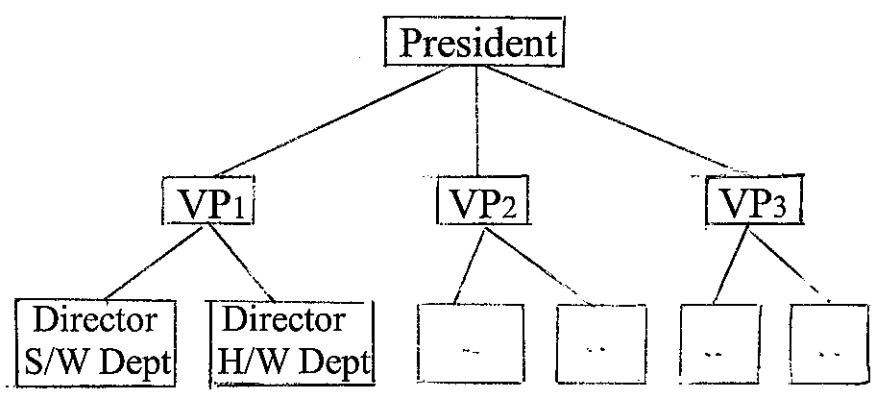 President
VP1
VP2
VP3
Director
S/W Dept
Director
H/W Dept
..
..
..
..